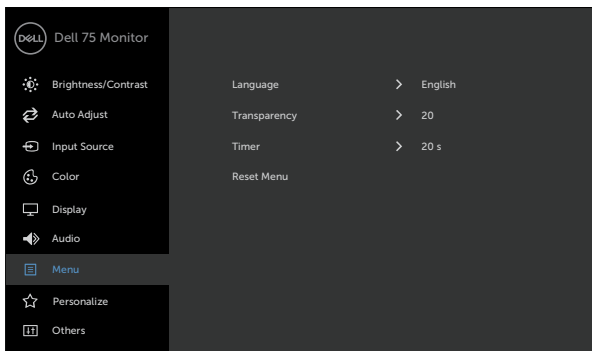 DELL Dell 75 Monitor
Brightness/Contrast
Auto Adjust
Input Source
Color
Display
Audio
Menu
Personalize
Others
Language > English
Transparency > 20
Timer > 20 s
Reset Menu